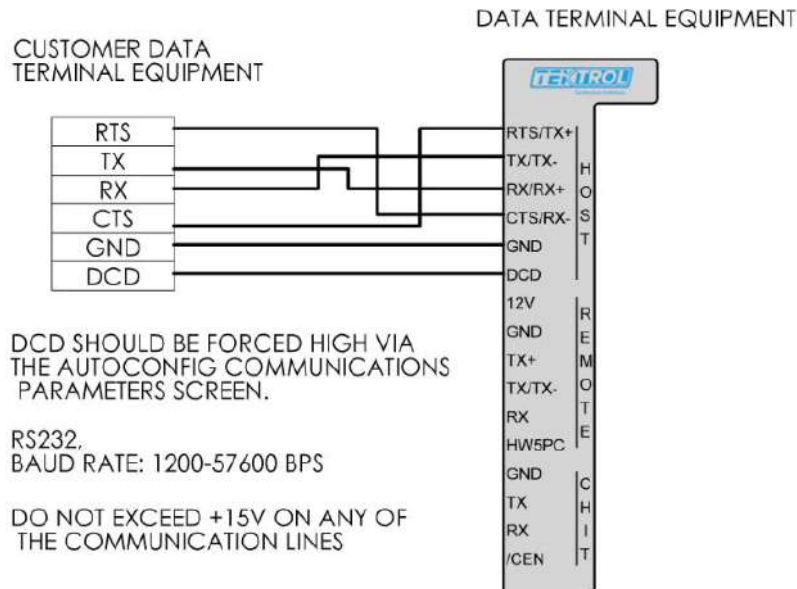 DATA TERMINAL EQUIPMENT
CUSTOMER DATA
TERMINAL EQUIPMENT
TEKTROL
RTS
TX
RX
CTS
GND
DCD
RTS/TX+
TX/TX-
RX/RX+
CTS/RX-
GND
DCD
HOST
12V
GND
TX+
TX/TX-
RX
HW5PC
REMOTE
GND
TX
RX
/CEN
CHIT
DCD SHOULD BE FORCED HIGH VIA
THE AUTOCONFIG COMMUNICATIONS
PARAMETERS SCREEN.
RS232,
BAUD RATE: 1200-57600 BPS
DO NOT EXCEED +15V ON ANY OF
THE COMMUNICATION LINES